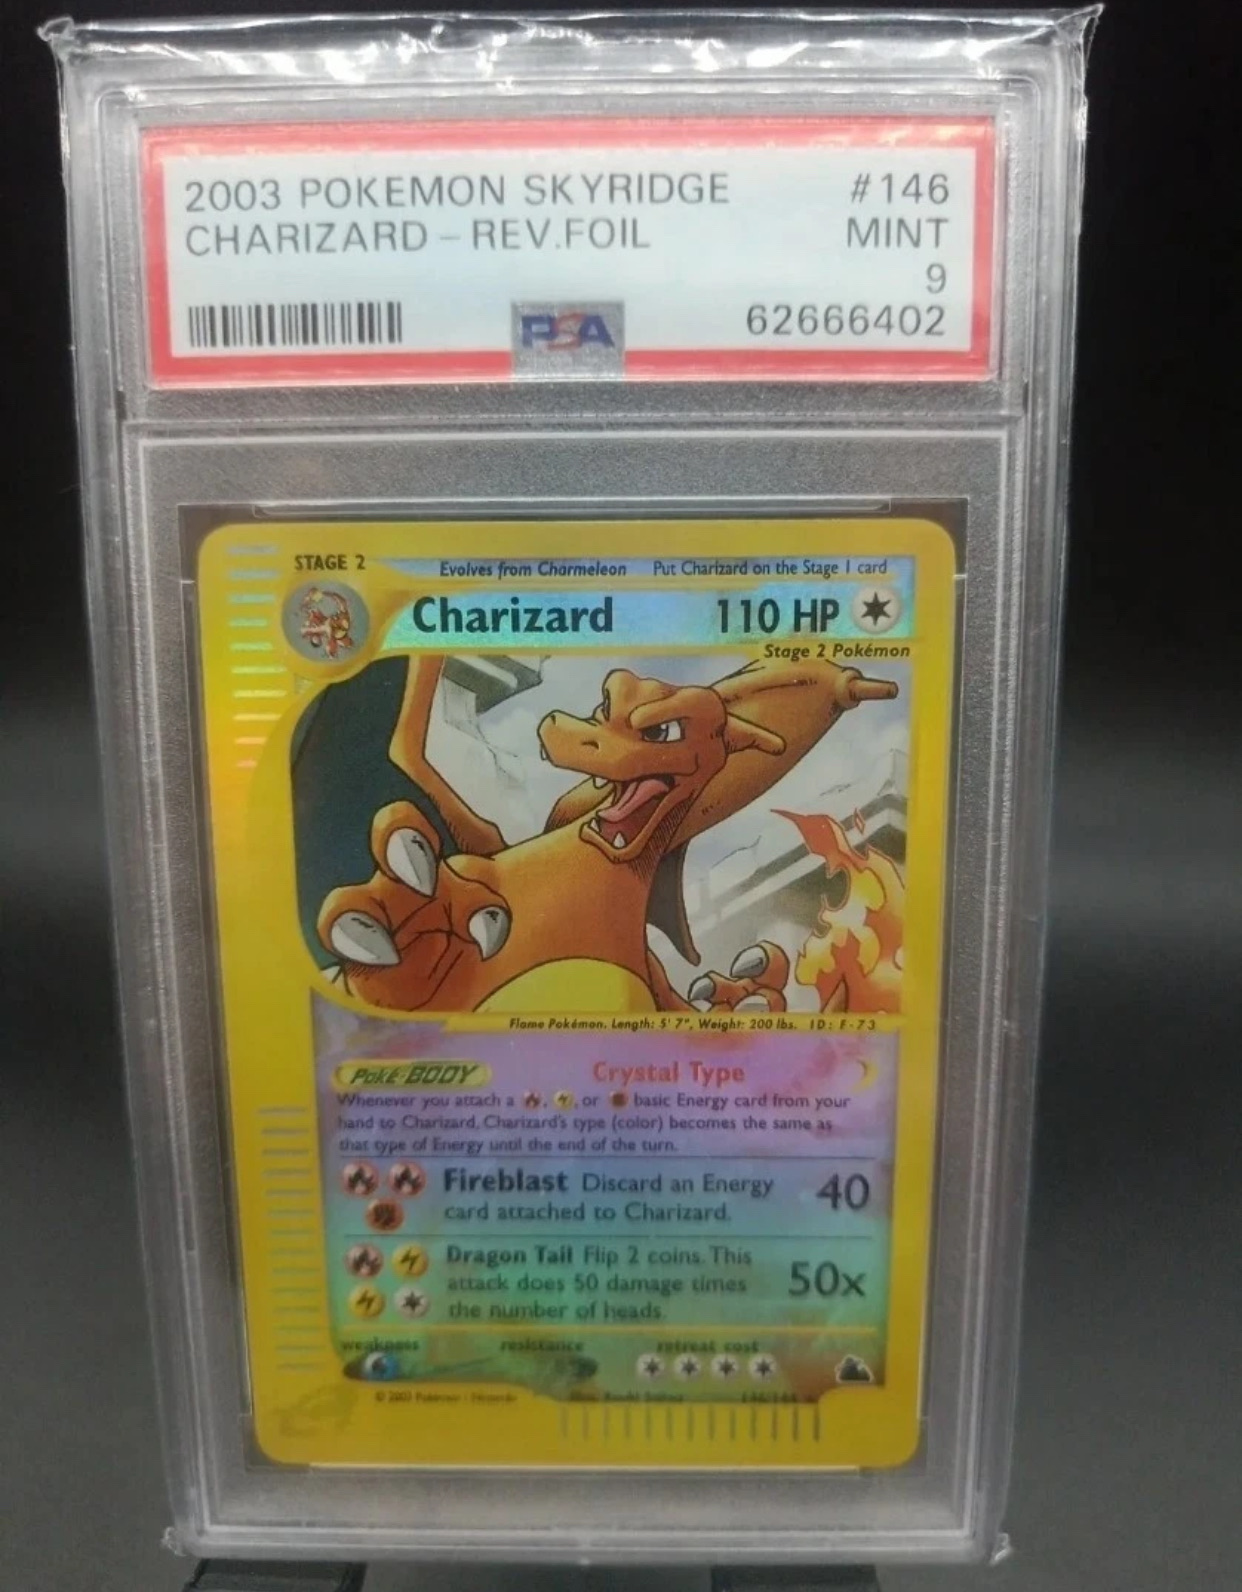 2003 POKEMON SKYRIDGE #146
CHARIZARD - REV.FOIL MINT
9
PSA 62666402
STAGE 2
Evolves from Charmeleon Put Charizard on the Stage 1 card
Charizard 110 HP
Stage 2 Pokémon
Flame Pokémon. Length: 5' 7", Weight: 200 lbs. ID: F-73
Poké-BODY Crystal Type
Whenever you attach a , , or basic Energy card from your
hand to Charizard, Charizard's type (color) becomes the same as
that type of Energy until the end of the turn.
Fireblast Discard an Energy 40
card attached to Charizard.
Dragon Tail Flip 2 coins. This
attack does 50 damage times 50x
the number of heads.
weakness resistance retreat cost